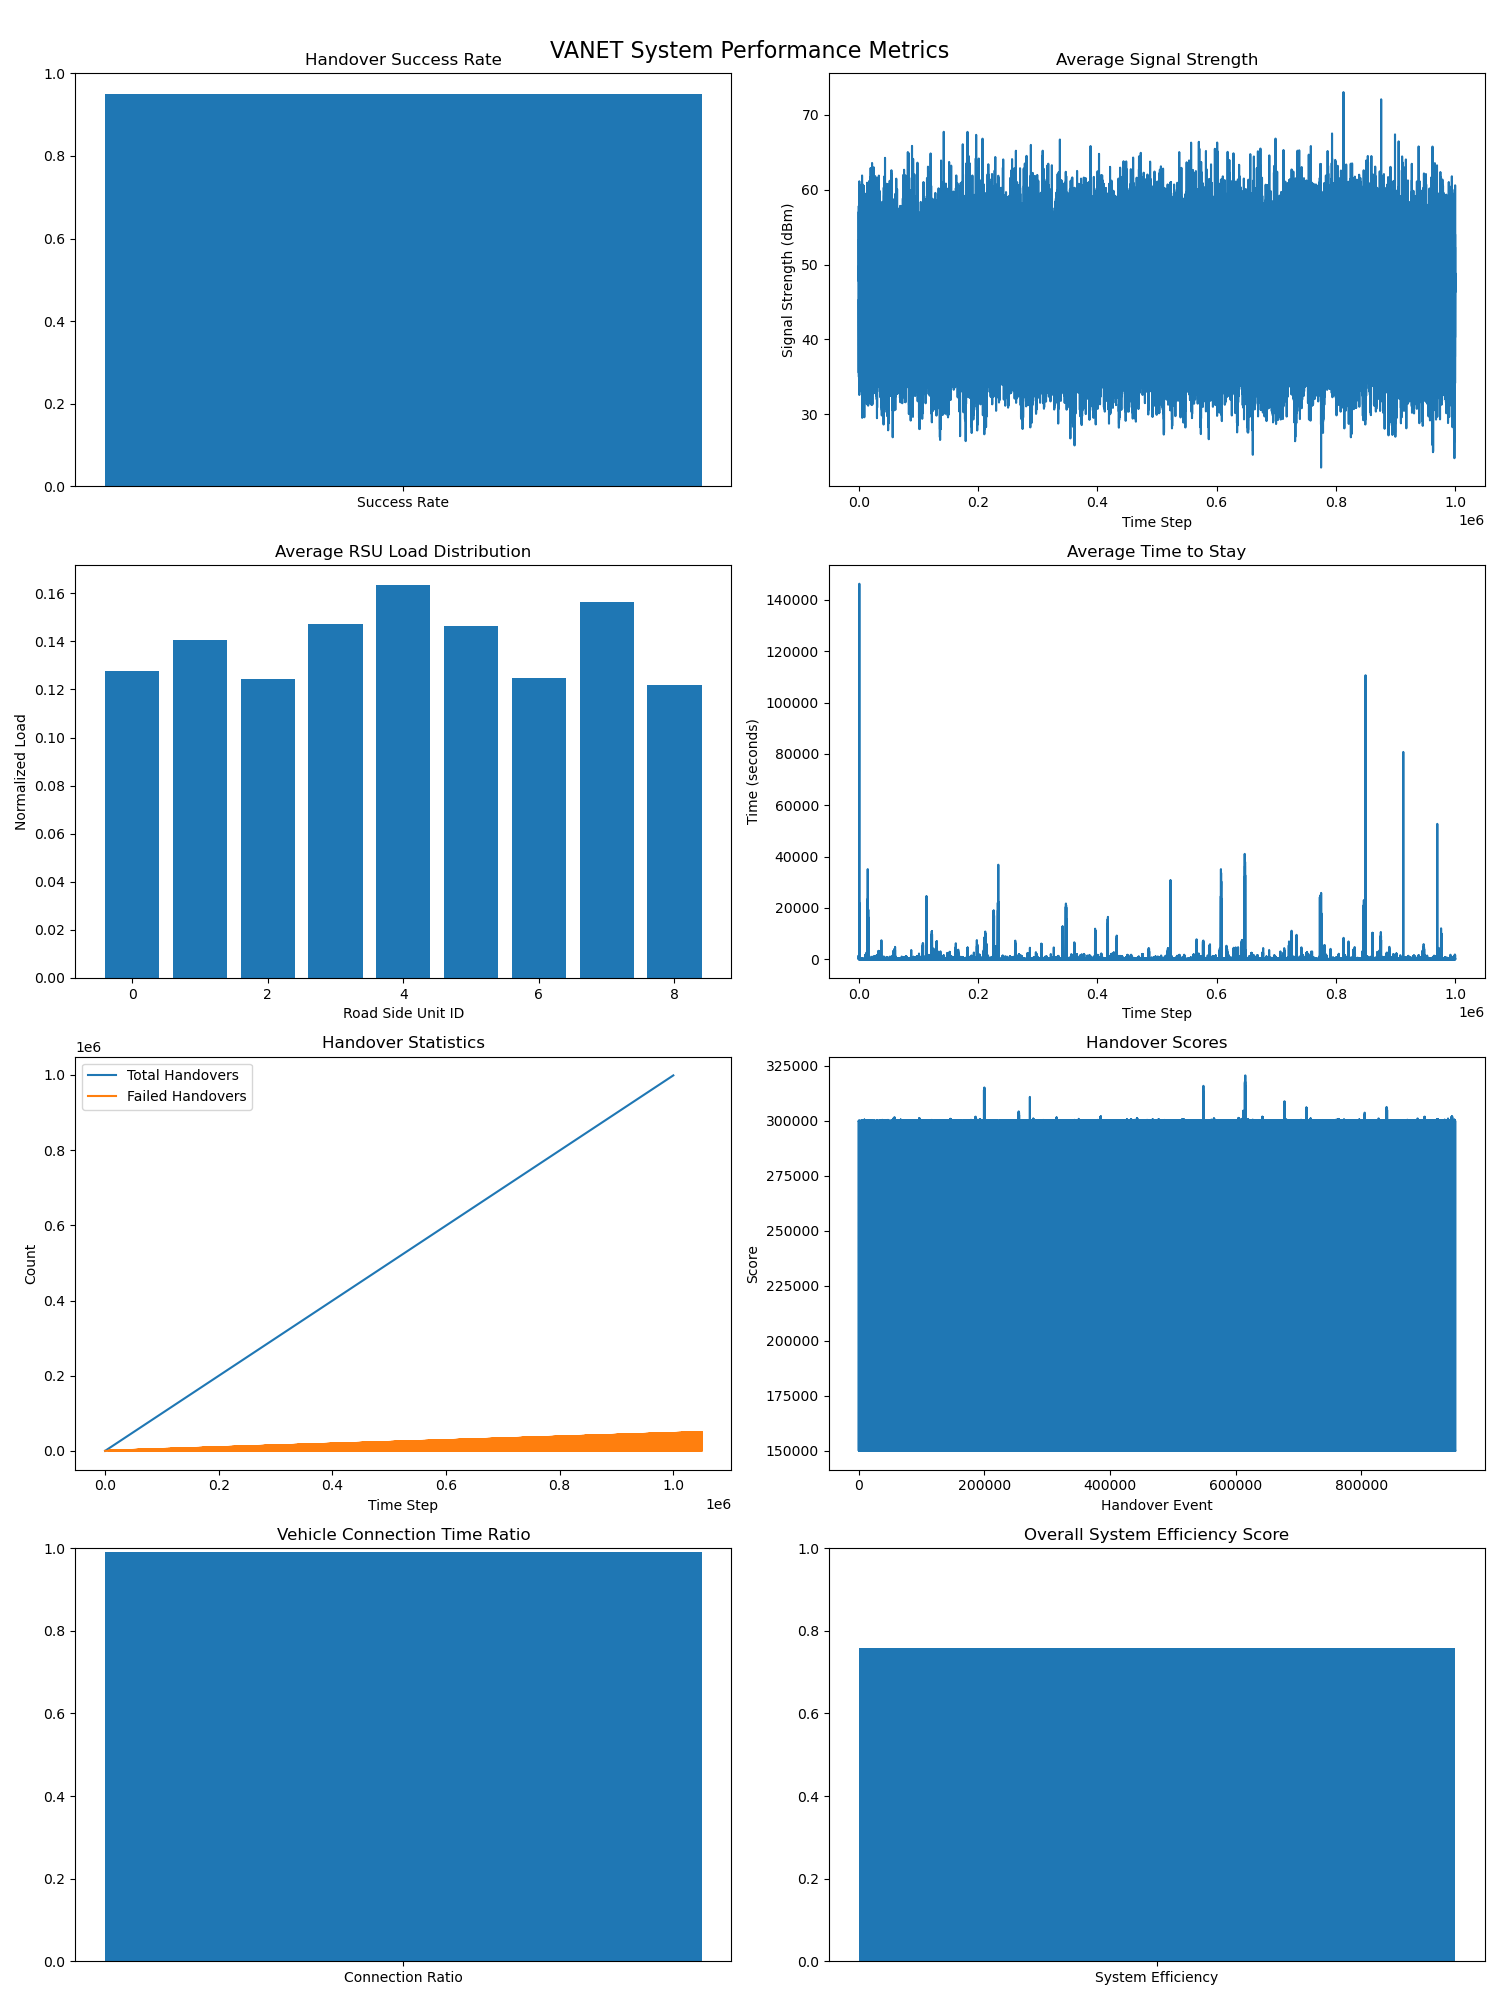 VANET System Performance Metrics
Handover Success Rate
1.0
0.8
0.6
0.4
0.2
0.0
Success Rate
Average Signal Strength
Signal Strength (dBm)
70
60
50
40
30
0.0 0.2 0.4 0.6 0.8 1.0
1e6
Time Step
Average RSU Load Distribution
Normalized Load
0.16
0.14
0.12
0.10
0.08
0.06
0.04
0.02
0.00
0 2 4 6 8
Road Side Unit ID
Average Time to Stay
Time (seconds)
140000
120000
100000
80000
60000
40000
20000
0
0.0 0.2 0.4 0.6 0.8 1.0
1e6
Time Step
Handover Statistics
1e6
Total Handovers
Failed Handovers
Count
1.0
0.8
0.6
0.4
0.2
0.0
0.0 0.2 0.4 0.6 0.8 1.0
1e6
Time Step
Handover Scores
Score
325000
300000
275000
250000
225000
200000
175000
150000
0 200000 400000 600000 800000
Handover Event
Vehicle Connection Time Ratio
1.0
0.8
0.6
0.4
0.2
0.0
Connection Ratio
Overall System Efficiency Score
1.0
0.8
0.6
0.4
0.2
0.0
System Efficiency